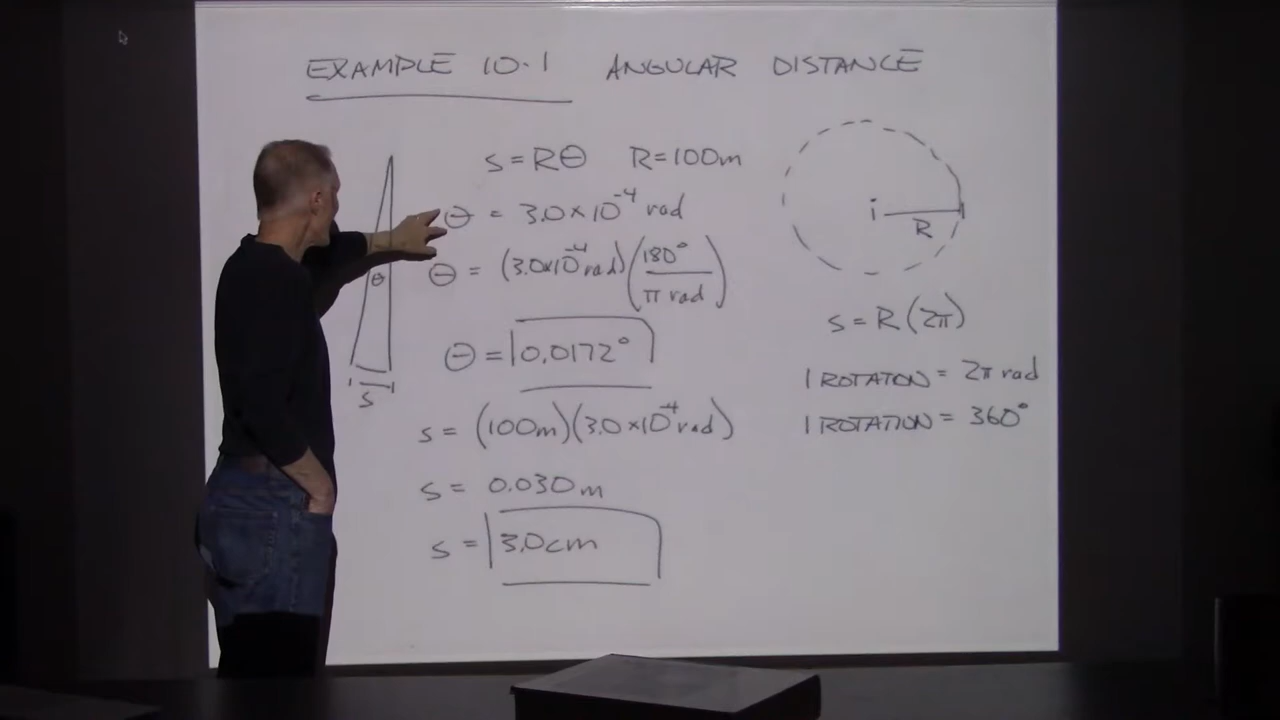 EXAMPLE 10.1 ANGULAR DISTANCE
s = Rθ R = 100m
θ = 3.0×10⁻⁴ rad
θ = (3.0×10⁻⁴ rad)(180°/π rad)
θ = 0.0172°
s = (100m)(3.0×10⁻⁴ rad)
s = 0.030 m
s = 3.0cm
θ
s
i
R
s = R(2π)
1 ROTATON = 2π rad
1 ROTATION = 360°